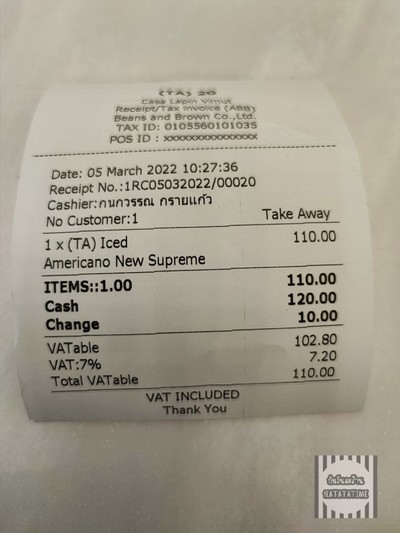 (TA) 20
Casa Lapin Vimut
Receipt/Tax Invoice (ABB)
Beans and Brown Co.,Ltd.
TAX ID: 0105560101035
POS ID : xxxxxxxxxxxxxxx
Date: 05 March 2022 10:27:36
Receipt No.:1RC05032022/00020
Cashier:กนกวรรณ กรายแก้ว
No Customer:1 Take Away
1 x (TA) Iced 110.00
Americano New Supreme
ITEMS::1.00 110.00
Cash 120.00
Change 10.00
VATable 102.80
VAT:7% 7.20
Total VATable 110.00
VAT INCLUDED
Thank You
EATATATIME